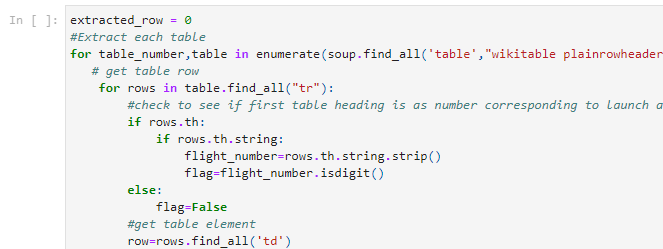 In [ ]: extracted_row = 0
#Extract each table
for table_number,table in enumerate(soup.find_all('table',"wikitable plainrowheader
# get table row
for rows in table.find_all("tr"):
#check to see if first table heading is as number corresponding to launch a
if rows.th:
if rows.th.string:
flight_number=rows.th.string.strip()
flag=flight_number.isdigit()
else:
flag=False
#get table element
row=rows.find_all('td')